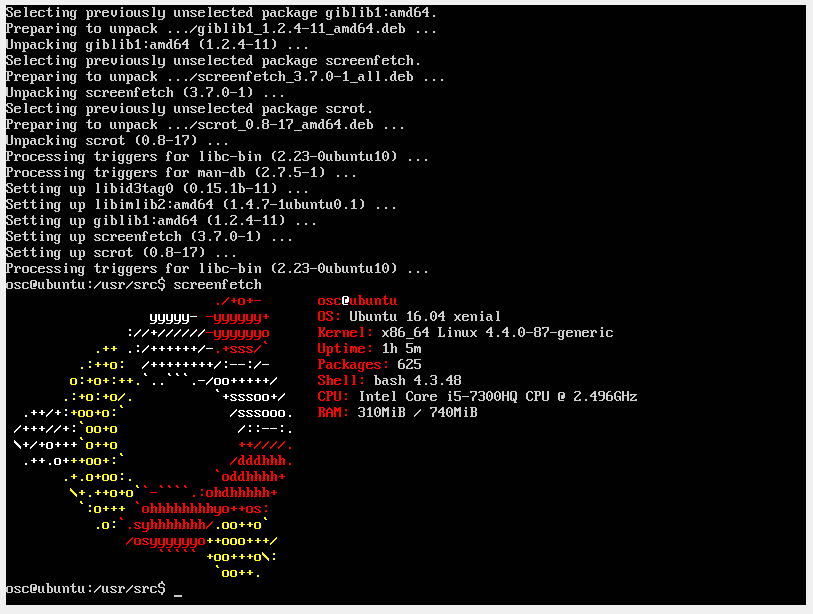 Selecting previously unselected package giblib1:amd64.
Preparing to unpack .../giblib1_1.2.4-11_amd64.deb ...
Unpacking giblib1:amd64 (1.2.4-11) ...
Selecting previously unselected package screenfetch.
Preparing to unpack .../screenfetch_3.7.0-1_all.deb ...
Unpacking screenfetch (3.7.0-1) ...
Selecting previously unselected package scrot.
Preparing to unpack .../scrot_0.8-17_amd64.deb ...
Unpacking scrot (0.8-17) ...
Processing triggers for libc-bin (2.23-0ubuntu10) ...
Processing triggers for man-db (2.7.5-1) ...
Setting up libid3tag0 (0.15.1b-11) ...
Setting up libimlib2:amd64 (1.4.7-1ubuntu0.1) ...
Setting up giblib1:amd64 (1.2.4-11) ...
Setting up screenfetch (3.7.0-1) ...
Setting up scrot (0.8-17) ...
Processing triggers for libc-bin (2.23-0ubuntu10) ...
osc@ubuntu:/usr/src$ screenfetch
                          ./+o+-       osc@ubuntu
                  yyyyy- -yyyyyy+      OS: Ubuntu 16.04 xenial
               ://+//////-yyyyyyo      Kernel: x86_64 Linux 4.4.0-87-generic
           .++ .:/++++++/-.+sss/`      Uptime: 1h 5m
         .:++o:  /++++++++/:--:/-      Packages: 625
        o:+o+:++.`..```.-/oo+++++/     Shell: bash 4.3.48
       .:+o:+o/.          `+sssoo+/    CPU: Intel Core i5-7300HQ CPU @ 2.496GHz
  .++/+:+oo+o:`             /sssooo.   RAM: 310MiB / 740MiB
 /+++//+:`oo+o               /::--:.
 \+/+o+++`o++o               ++////.
  .++.o+++oo+:`             /dddhhh.
       .+.o+oo:.          `oddhhhh+
        \+.++o+o``-````.:ohdhhhhh+
         `:o+++ `ohhhhhhhhyo++os:
           .o:`.syhhhhhhh/.oo++o`
               /osyyyyyyo++ooo+++/
                   ````` +oo+++o\:
                          `oo++.
osc@ubuntu:/usr/src$ _